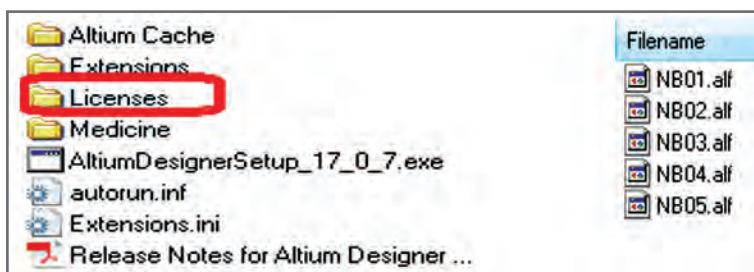 Altium Cache
Extensions
Licenses
Medicine
AltiumDesignerSetup_17_0_7.exe
autorun.inf
Extensions.ini
Release Notes for Altium Designer ...
Filename
NB01.alf
NB02.alf
NB03.alf
NB04.alf
NB05.alf